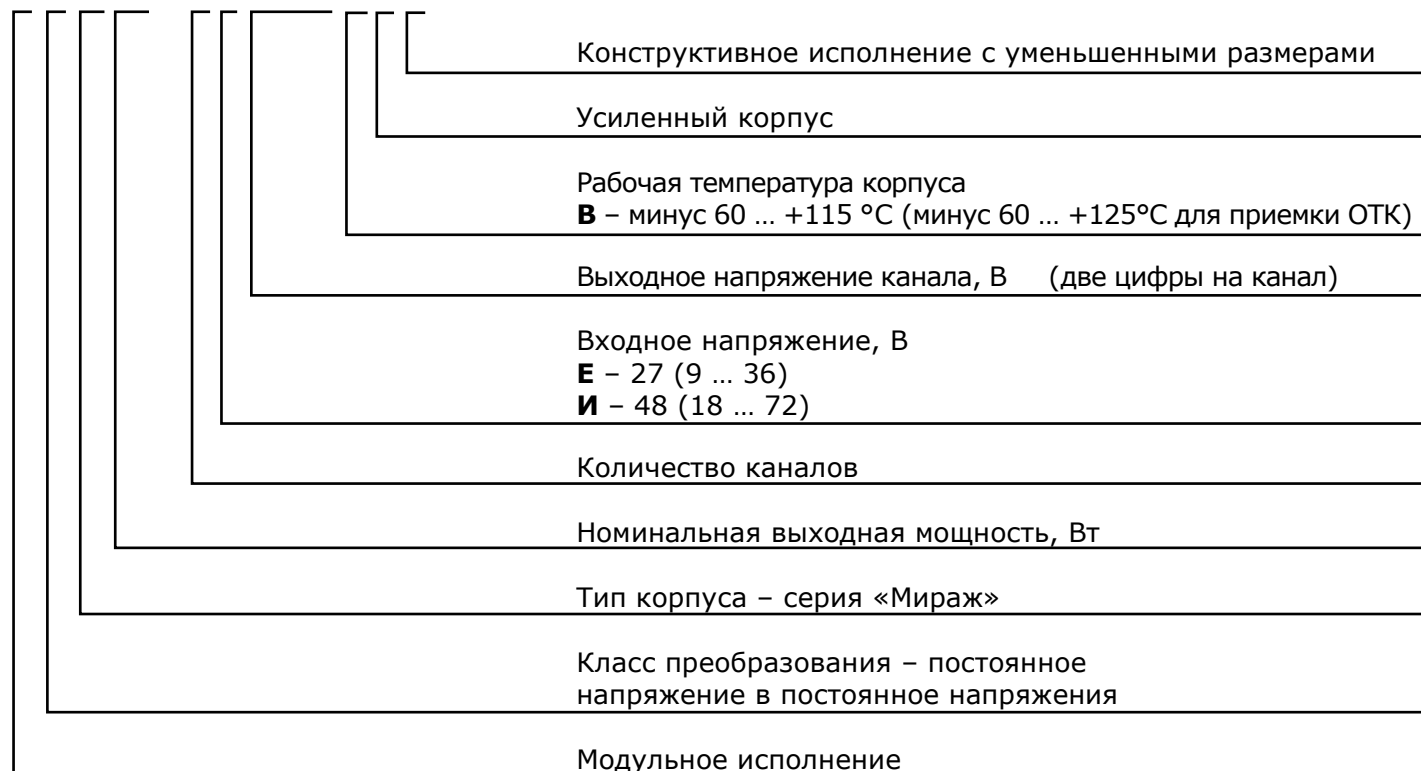 Конструктивное исполнение с уменьшенными размерами
Усиленный корпус
Рабочая температура корпуса
В – минус 60 … +115 °С (минус 60 … +125°С для приемки ОТК)
Выходное напряжение канала, В (две цифры на канал)
Входное напряжение, В
Е – 27 (9 … 36)
И – 48 (18 … 72)
Количество каналов
Номинальная выходная мощность, Вт
Тип корпуса – серия «Мираж»
Класс преобразования – постоянное
напряжение в постоянное напряжения
Модульное исполнение